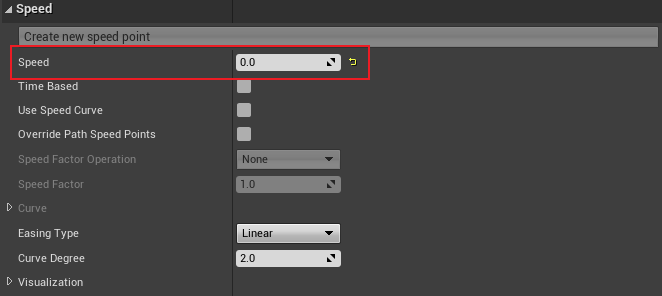 Speed
Create new speed point
Speed 0.0
Time Based
Use Speed Curve
Override Path Speed Points
Speed Factor Operation None
Speed Factor 1.0
Curve
Easing Type Linear
Curve Degree 2.0
Visualization